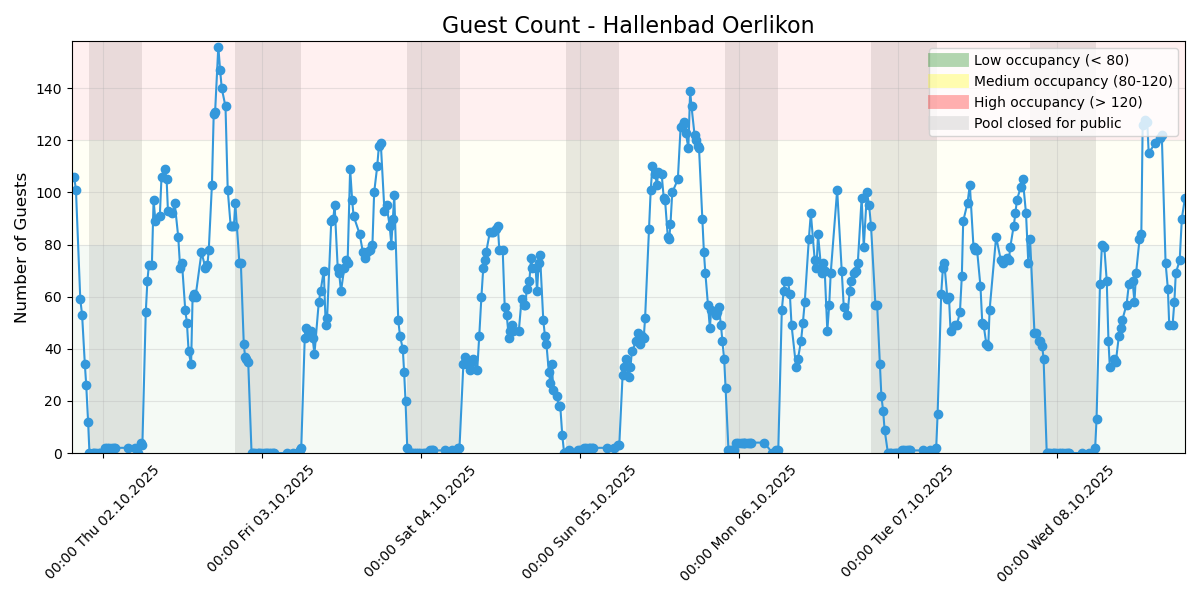 Guest Count - Hallenbad Oerlikon
Number of Guests
140
120
100
80
60
40
20
0
Low occupancy (< 80)
Medium occupancy (80-120)
High occupancy (> 120)
Pool closed for public
00:00 Thu 02.10.2025
00:00 Fri 03.10.2025
00:00 Sat 04.10.2025
00:00 Sun 05.10.2025
00:00 Mon 06.10.2025
00:00 Tue 07.10.2025
00:00 Wed 08.10.2025